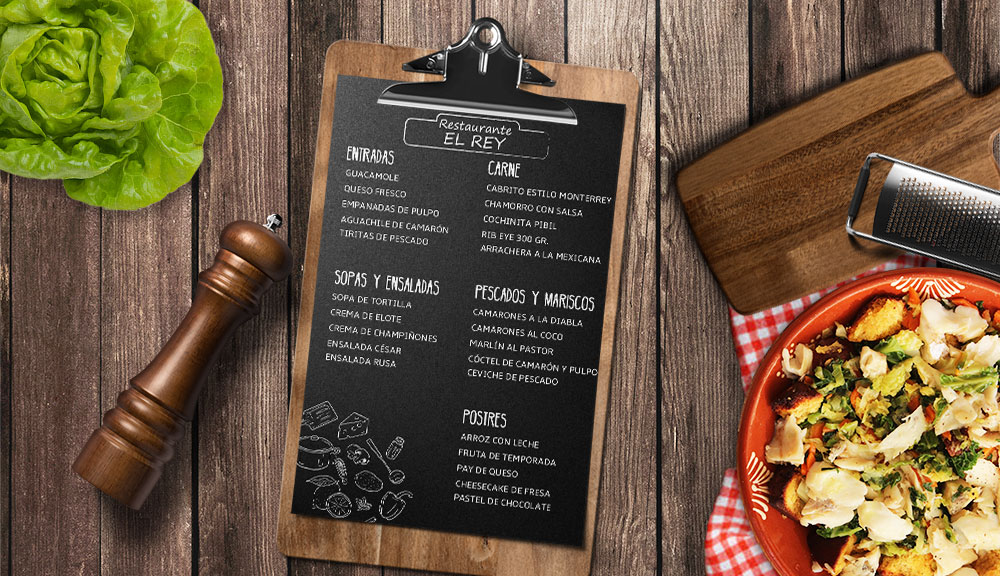 Restaurante
EL REY
ENTRADAS
GUACAMOLE
QUESO FRESCO
EMPANADAS DE PULPO
AGUACHILE DE CAMARÓN
TIRITAS DE PESCADO
SOPAS Y ENSALADAS
SOPA DE TORTILLA
CREMA DE ELOTE
CREMA DE CHAMPIÑONES
ENSALADA CÉSAR
ENSALADA RUSA
CARNE
CABRITO ESTILO MONTERREY
CHAMORRO CON SALSA
COCHINITA PIBIL
RIB EYE 300 GR.
ARRACHERA A LA MEXICANA
PESCADOS Y MARISCOS
CAMARONES A LA DIABLA
CAMARONES AL COCO
MARLÍN AL PASTOR
CÓCTEL DE CAMARÓN Y PULPO
CEVICHE DE PESCADO
POSTRES
ARROZ CON LECHE
FRUTA DE TEMPORADA
PAY DE QUESO
CHEESECAKE DE FRESA
PASTEL DE CHOCOLATE